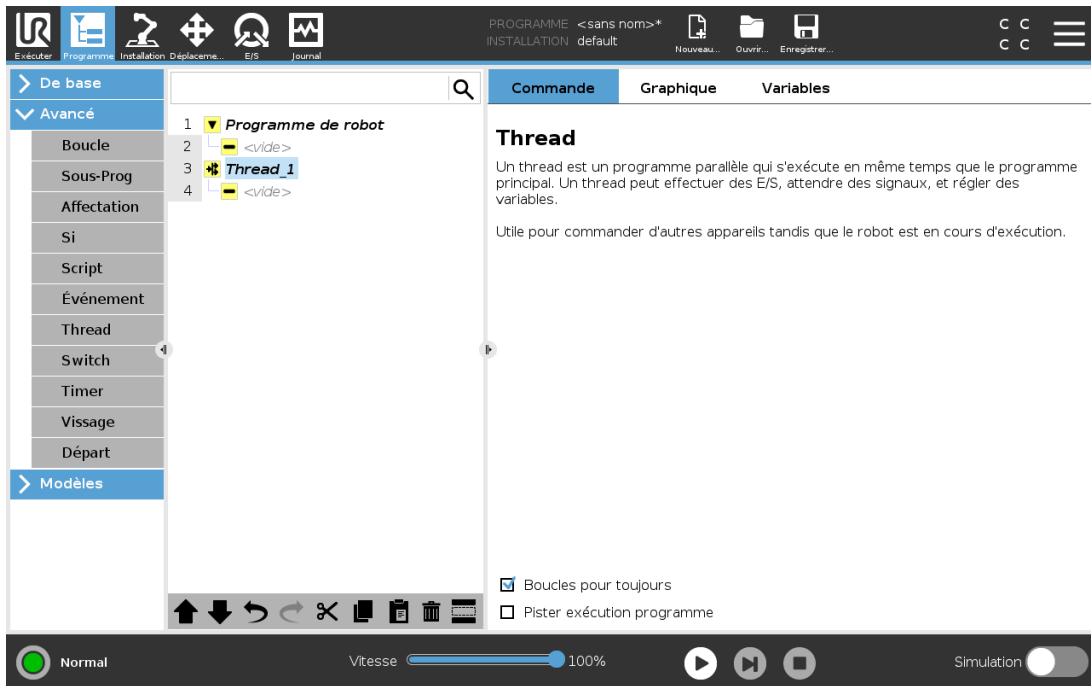 PROGRAMME <sans nom>*
INSTALLATION default
Exécuter Programme Installation Déplaceme... E/S Journal
Nouveau... Ouvrir... Enregistrer...
C C
C C
De base
Avancé
Boucle
Sous-Prog
Affectation
Si
Script
Événement
Thread
Switch
Timer
Vissage
Départ
Modèles
1 Programme de robot
2 <vide>
3 Thread_1
4 <vide>
Commande Graphique Variables
Thread
Un thread est un programme parallèle qui s'exécute en même temps que le programme
principal. Un thread peut effectuer des E/S, attendre des signaux, et régler des
variables.
Utile pour commander d'autres appareils tandis que le robot est en cours d'exécution.
Boucles pour toujours
Pister exécution programme
Normal
Vitesse 100%
Simulation